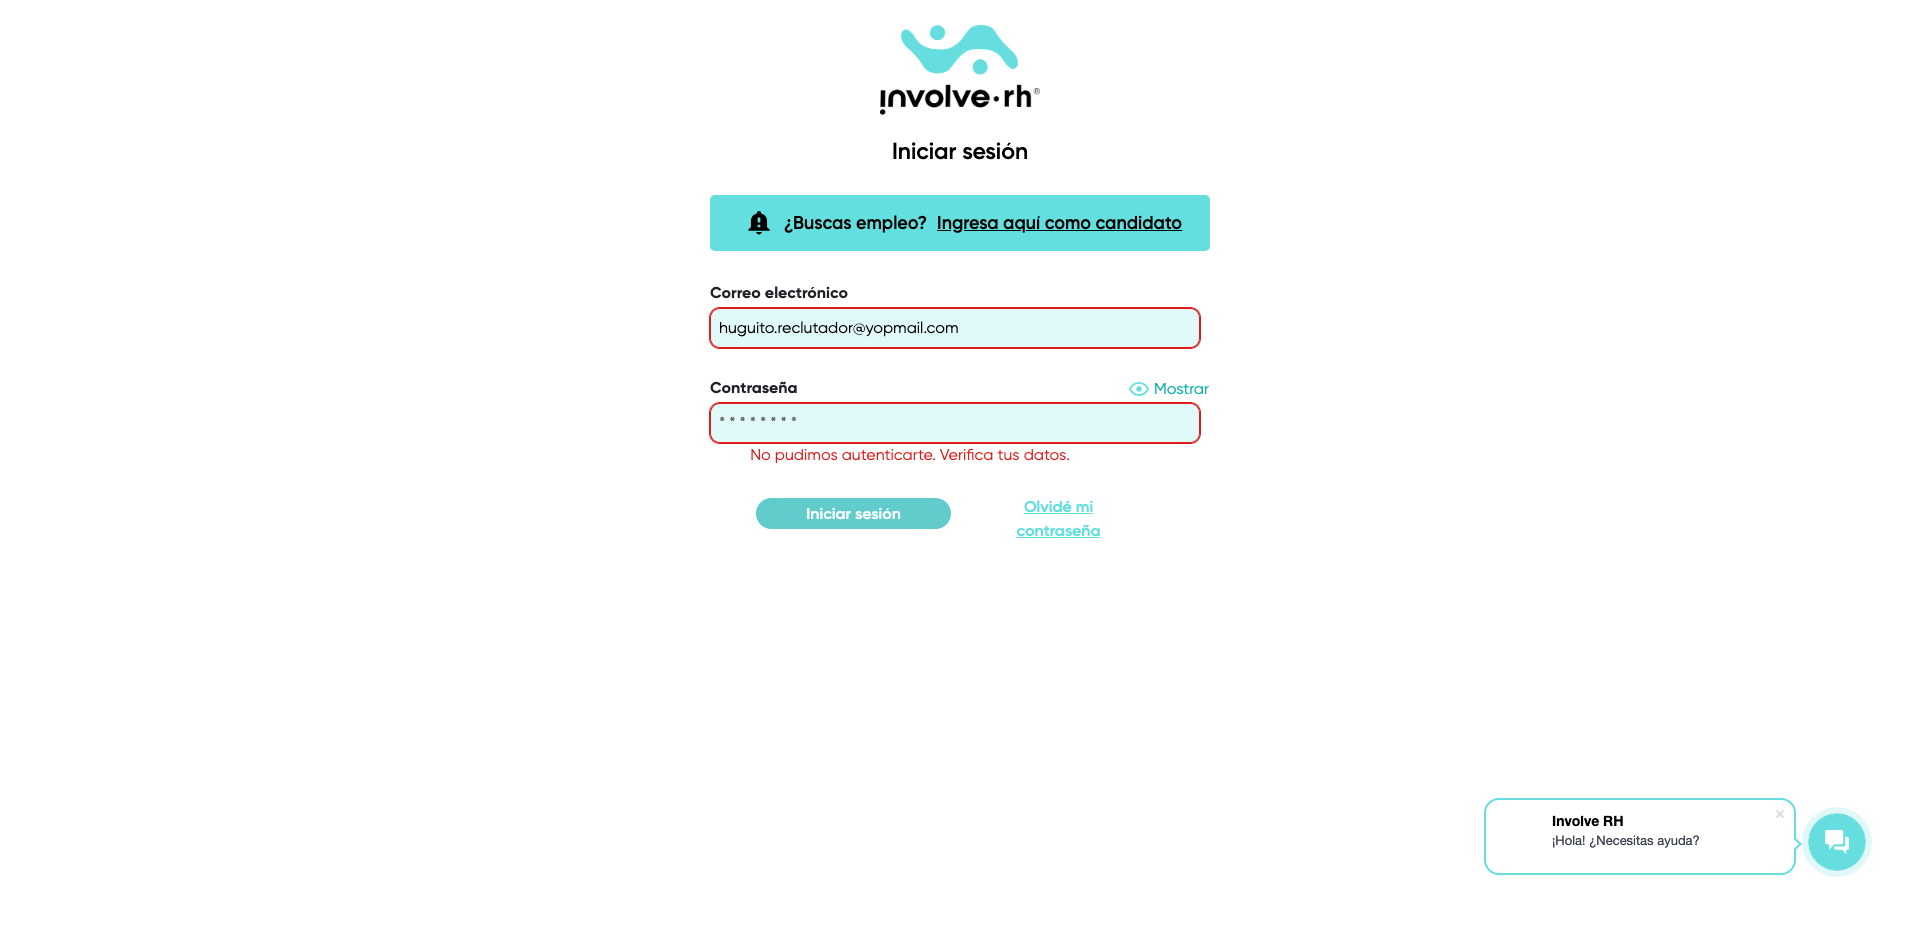 involve·rh®
Iniciar sesión
¿Buscas empleo? Ingresa aquí como candidato
Correo electrónico
huguito.reclutador@yopmail.com
Contraseña
Mostrar
* * * * * * * *
No pudimos autenticarte. Verifica tus datos.
Iniciar sesión
Olvidé mi
contraseña
Involve RH
×
¡Hola! ¿Necesitas ayuda?